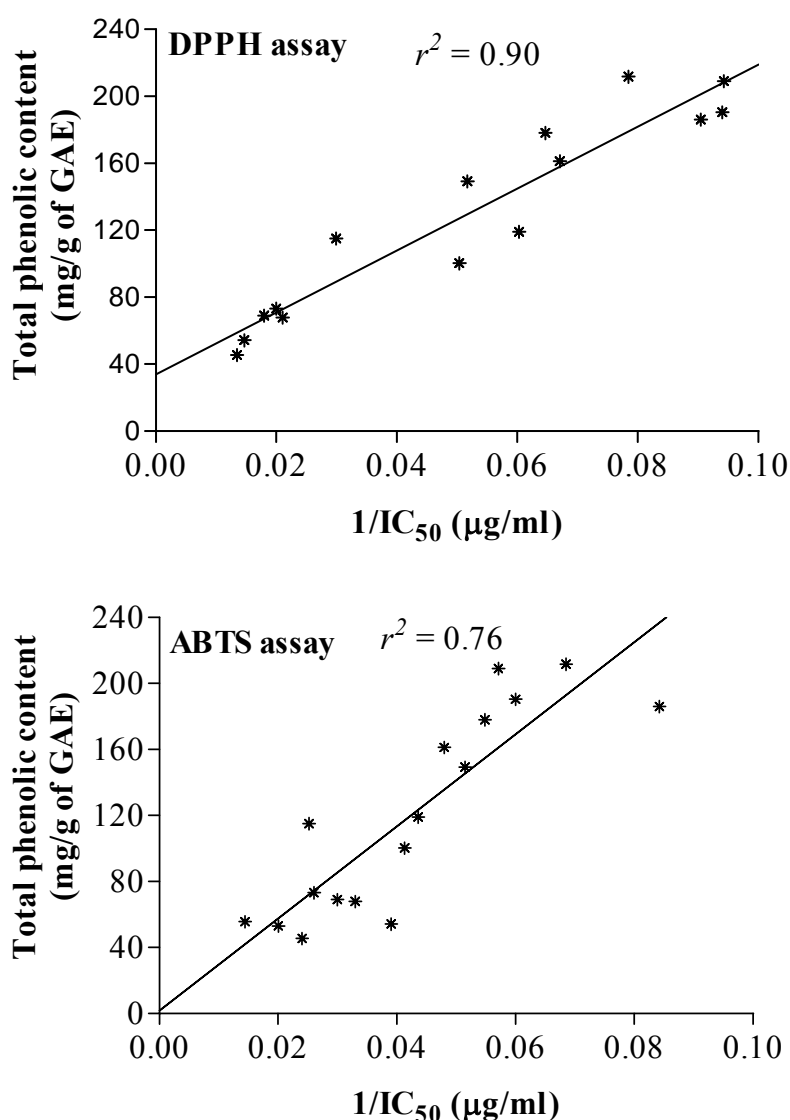 240
DPPH assay
r² = 0.90
200
160
120
80
40
0
Total phenolic content
(mg/g of GAE)
0.00 0.02 0.04 0.06 0.08 0.10
1/IC₅₀ (μg/ml)
240
ABTS assay
r² = 0.76
200
160
120
80
40
0
Total phenolic content
(mg/g of GAE)
0.00 0.02 0.04 0.06 0.08 0.10
1/IC₅₀ (μg/ml)